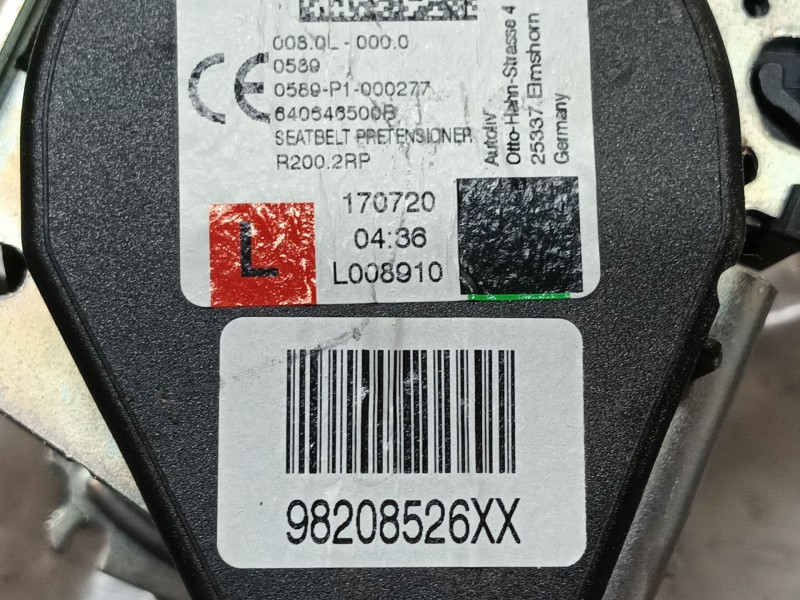 008.0L - 000.0
0589
CE
0589-P1-000277
640646500B
SEATBELT PRETENSIONER
R200.2RP
Autoliv
Otto-Hahn-Strasse 4
25337 Elmshorn
Germany
L
170720
04:36
L008910
98208526XX